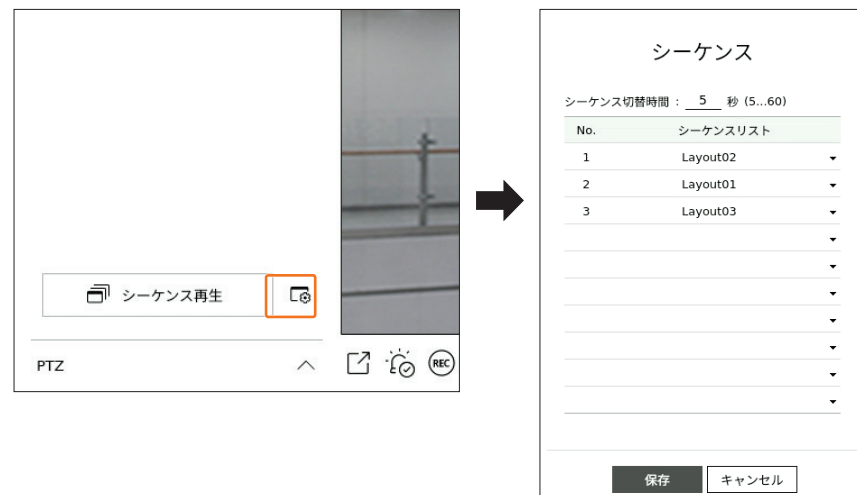 シーケンス再生
PTZ
REC
シーケンス
シーケンス切替時間 : 5 秒 (5...60)
No. シーケンスリスト
1 Layout02
2 Layout01
3 Layout03
保存 キャンセル